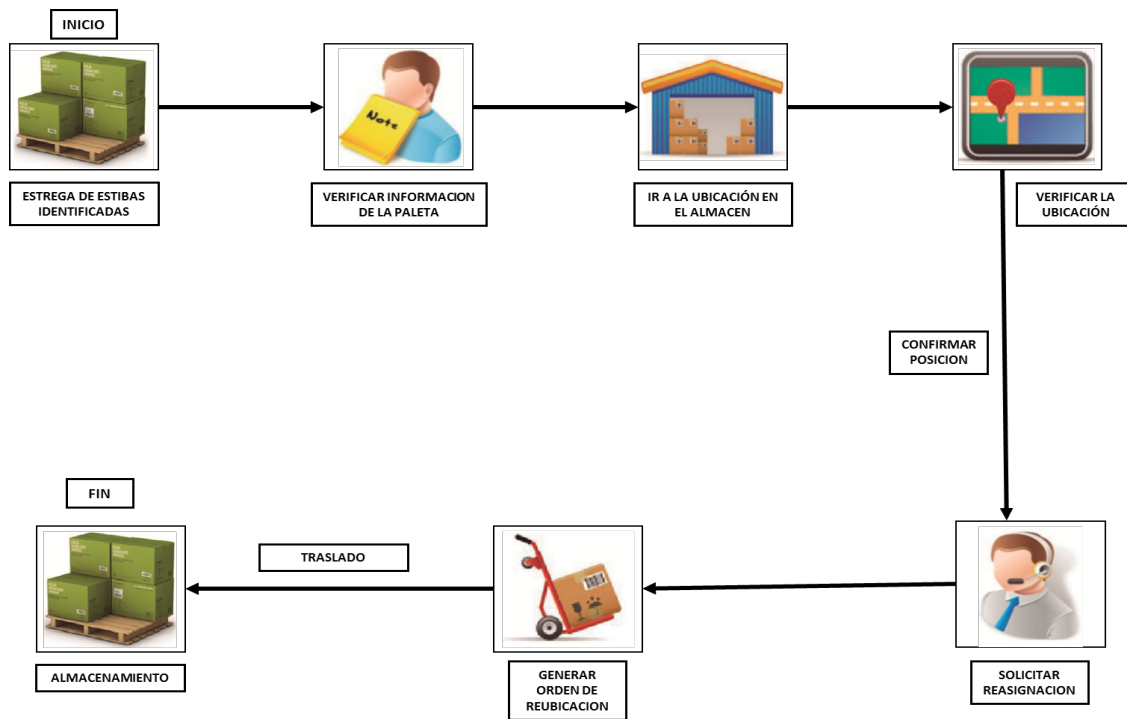 INICIO
Note
ESTREGA DE ESTIBAS
IDENTIFICADAS
VERIFICAR INFORMACION
DE LA PALETA
IR A LA UBICACIÓN EN
EL ALMACEN
VERIFICAR LA
UBICACIÓN
CONFIRMAR
POSICION
FIN
TRASLADO
ALMACENAMIENTO
GENERAR
ORDEN DE
REUBICACION
SOLICITAR
REASIGNACION